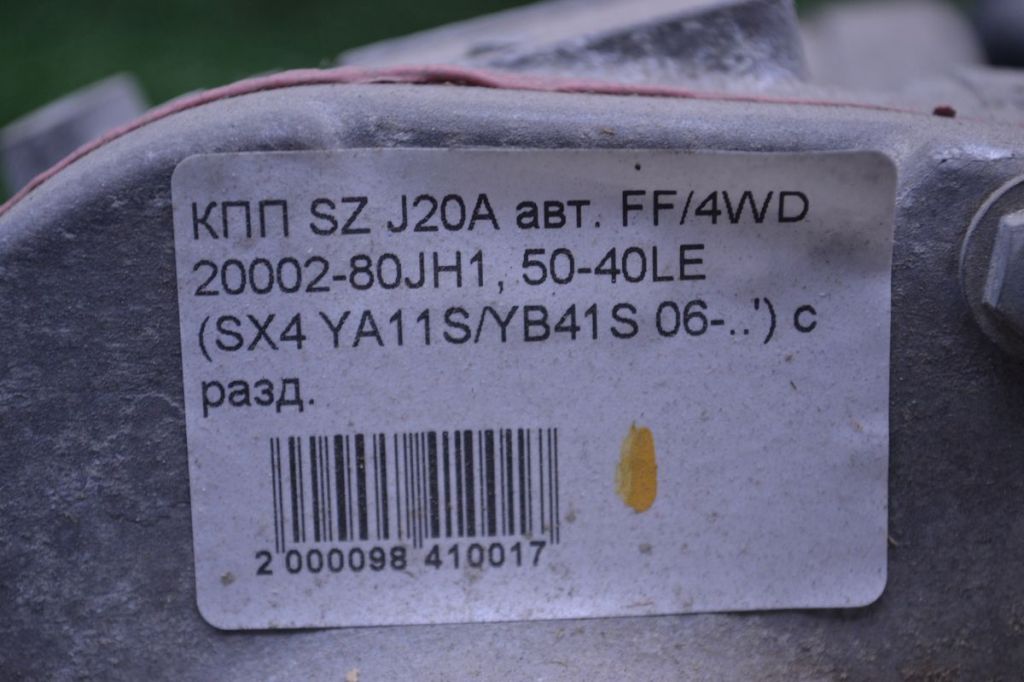 КПП SZ J20A авт. FF/4WD
20002-80JH1, 50-40LE
(SX4 YA11S/YB41S 06-..') с
разд.
2 000098 410017